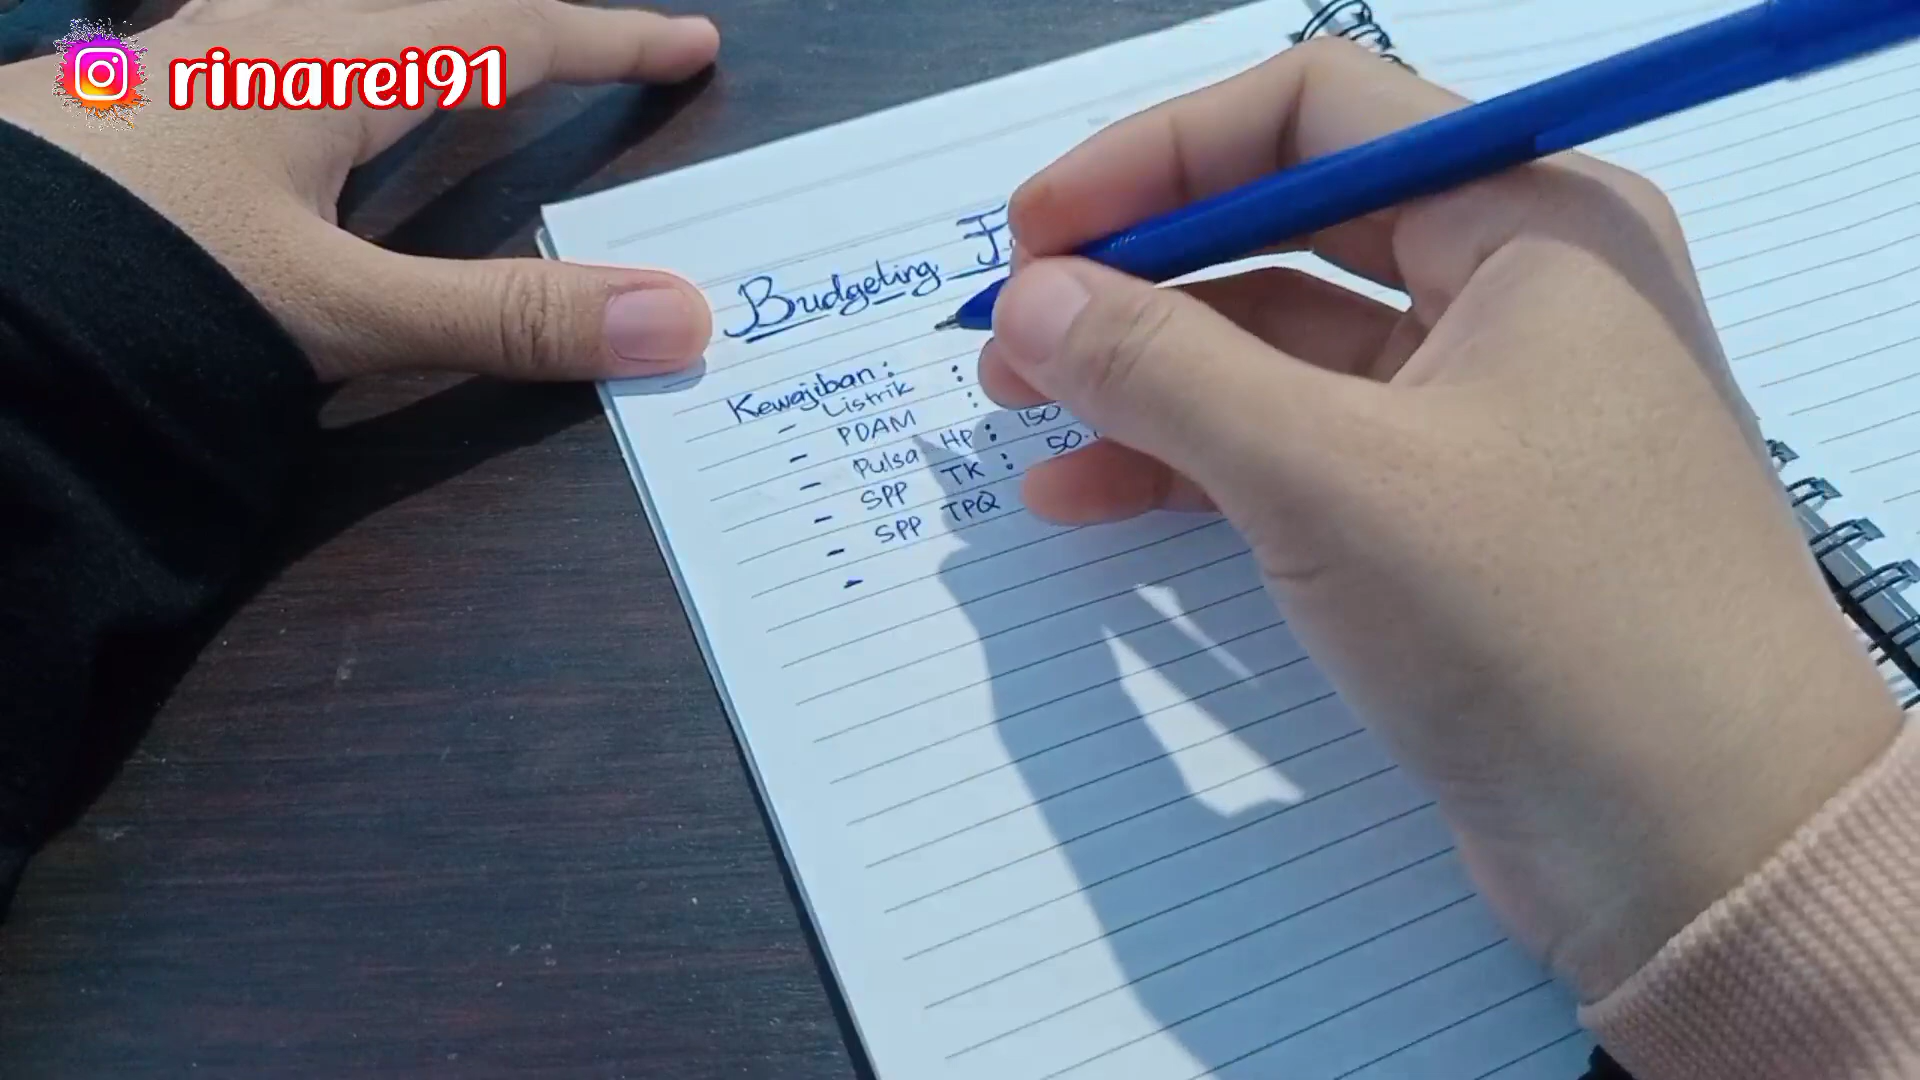 rinarei91
Budgeting
Kewajiban :
- Listrik :
- PDAM :
- Pulsa HP : 150
- SPP TK : 50.
- SPP TPQ
-